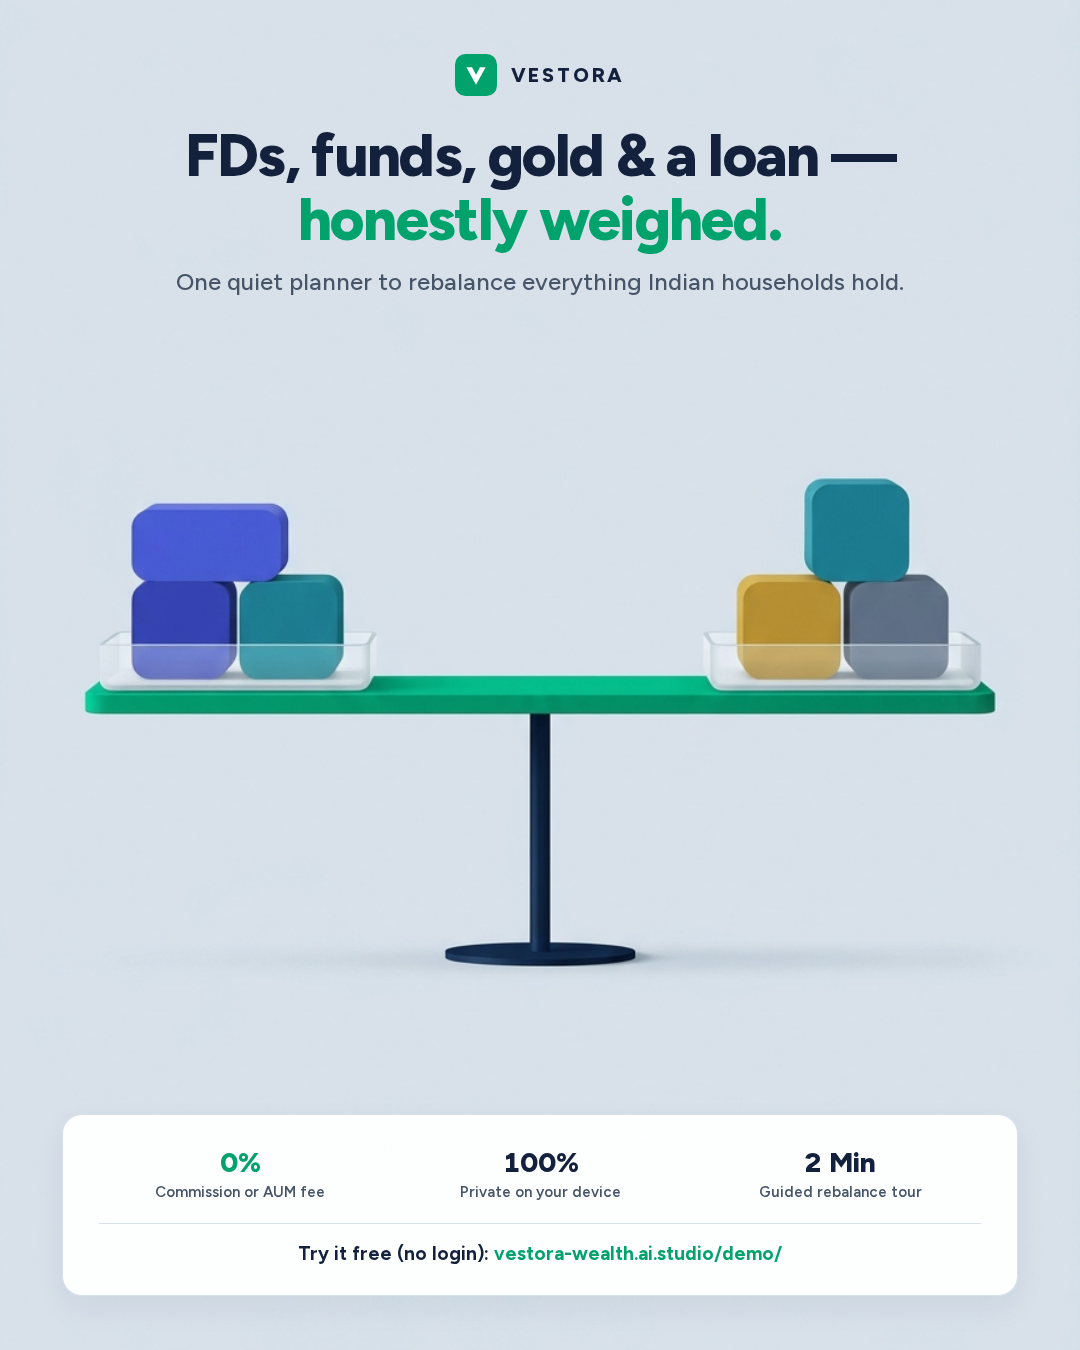 VESTORA
FDs, funds, gold & a loan —
honestly weighed.
One quiet planner to rebalance everything Indian households hold.
0%
Commission or AUM fee
100%
Private on your device
2 Min
Guided rebalance tour
Try it free (no login): vestora-wealth.ai.studio/demo/